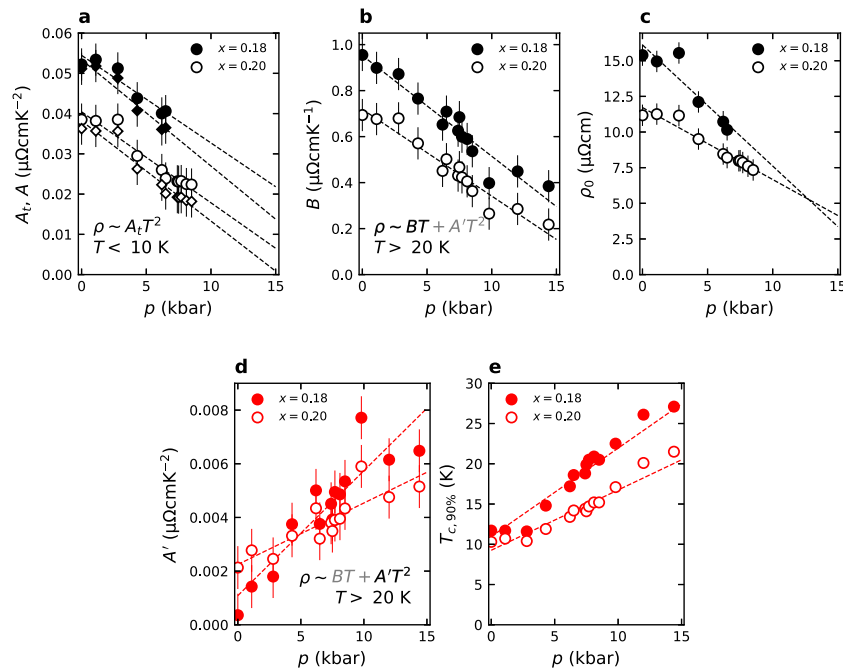 a
A_t, A (μΩcmK⁻²)
0.06
0.05
0.04
0.03
0.02
0.01
0.00
x = 0.18
x = 0.20
ρ ~ A_tT²
T < 10 K
0 5 10 15
p (kbar)
b
B (μΩcmK⁻¹)
1.0
0.8
0.6
0.4
0.2
0.0
x = 0.18
x = 0.20
ρ ~ BT + A′T²
T > 20 K
0 5 10 15
p (kbar)
c
ρ₀ (μΩcm)
17.5
15.0
12.5
10.0
7.5
5.0
2.5
0.0
x = 0.18
x = 0.20
0 5 10 15
p (kbar)
d
A′ (μΩcmK⁻²)
0.008
0.006
0.004
0.002
0.000
x = 0.18
x = 0.20
ρ ~ BT + A′T²
T > 20 K
0 5 10 15
p (kbar)
e
T_c, 90% (K)
30
25
20
15
10
5
0
x = 0.18
x = 0.20
0 5 10 15
p (kbar)